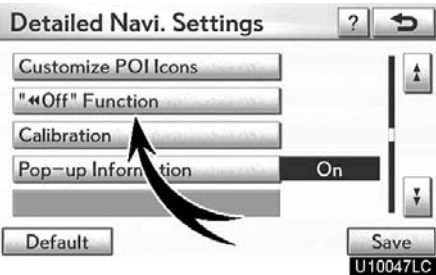 Detailed Navi. Settings ?
Customize POI Icons
"◀◀Off" Function
Calibration
Pop-up Information On
Default Save
U10047LC